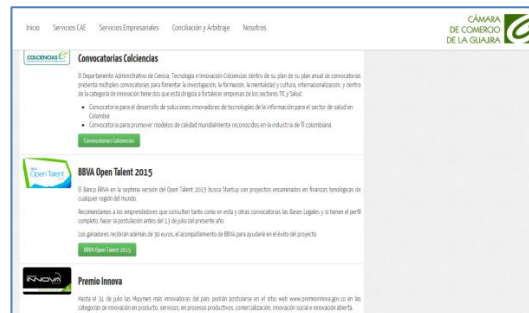 Inicio Servicios CAE Servicios Empresariales Conciliación y Arbitraje Nosotros
CÁMARA
DE COMERCIO
DE LA GUAJIRA
COLCIENCIAS
Convocatorias Colciencias
El Departamento Administrativo de Ciencia, Tecnología e Innovación Colciencias dentro de su plan de su plan anual de convocatorias
presenta múltiples convocatorias para fomentar la investigación, la formación, la mentalidad y cultura, internacionalización, y dentro
de la categoría de innovación tiene dos que está dirigida a fortalecer empresas de los sectores TIC y Salud:
• Convocatoria para el desarrollo de soluciones innovadores de tecnologías de la información para el sector de salud en
Colombia
• Convocatoria para promover modelos de calidad mundialmente reconocidos en la industria de TI colombiana.
Convocatorias Colciencias
Open Talent
BBVA Open Talent 2015
El Banco BBVA en la septima versión del Open Talent 2015 busca Startup con proyectos encaminados en finanzas tenologicas de
cualquier región del mundo.
Recomendamos a los emprendedores que consulten tanto como en esta y otras convocatorias las Bases Legales y si tienen el perfil
completo, hacer la postulación antes del 13 de julio del presente año.
Los ganadores recibirán además de 30 euros, el acompañamiento de BBVA para ayudarle en el éxito del proyecto.
BBVA Open Talent 2015
INNOVA
Premio Innova
Hasta el 31 de julio las Mipymes mas innovadoras del país podrán postularse en el sitio web www.premioinnova.gov.co en las
categorías de innovación en producto, servicios, en procesos productivos, comercialización, innovación social e innovación abierta.